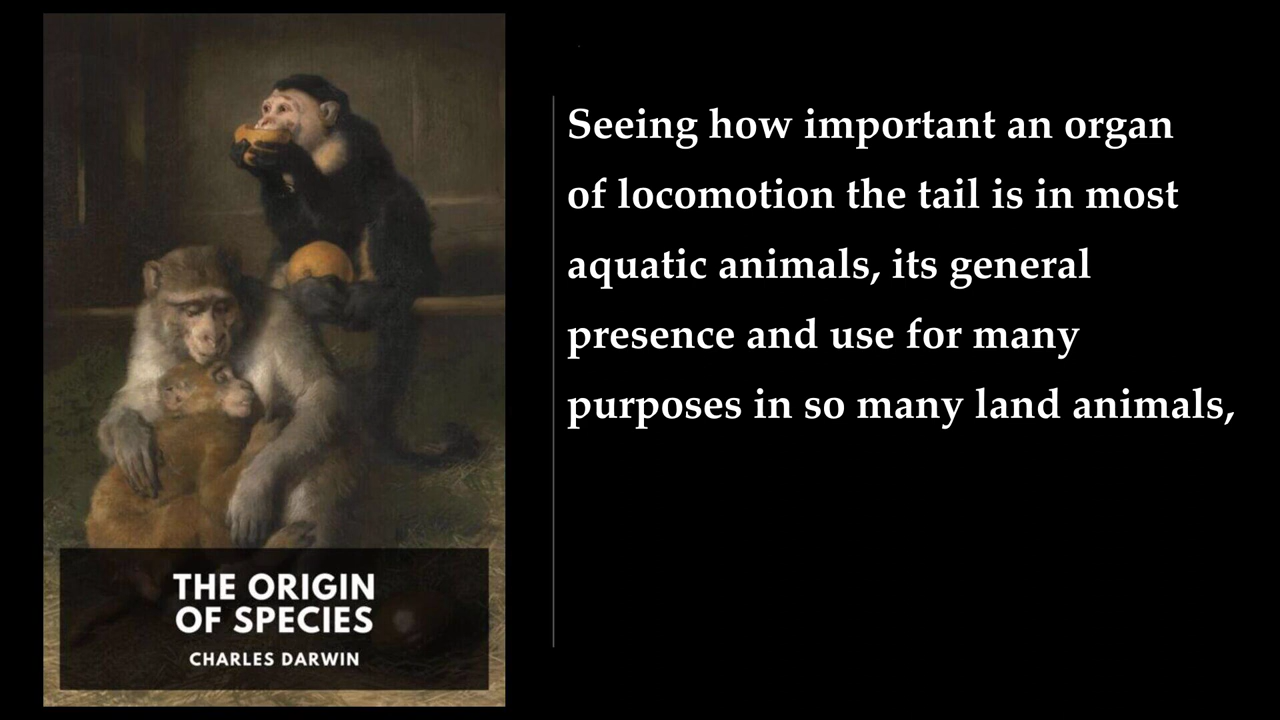 THE ORIGIN
OF SPECIES
CHARLES DARWIN
Seeing how important an organ
of locomotion the tail is in most
aquatic animals, its general
presence and use for many
purposes in so many land animals,